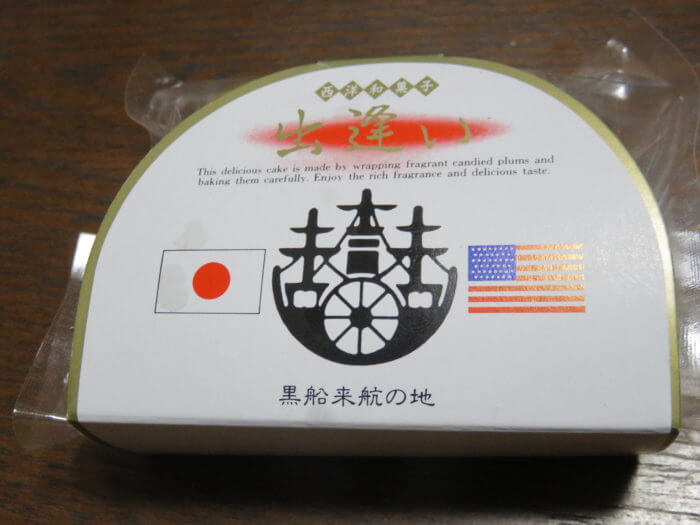 西洋和菓子
出逢い
This delicious cake is made by wrapping fragrant candied plums and
baking them carefully. Enjoy the rich fragrance and delicious taste.
黒船来航の地